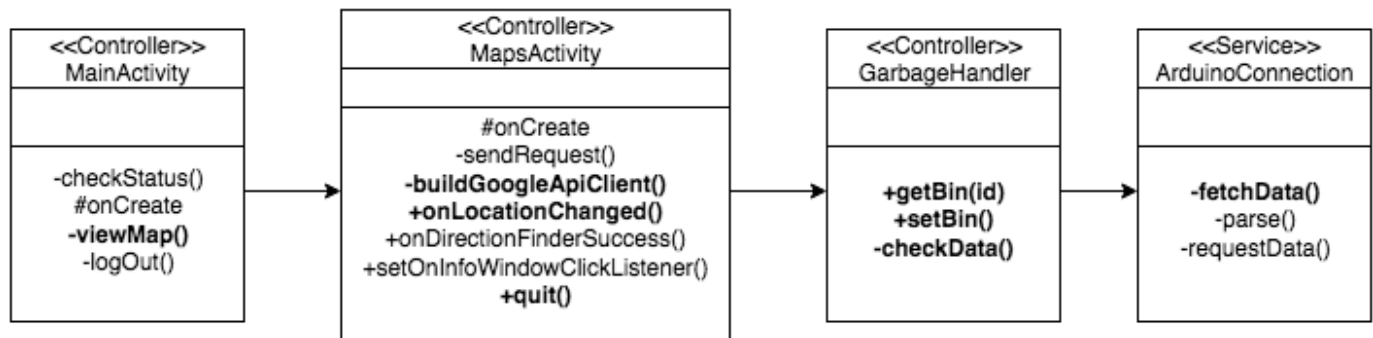 <<Controller>>
MainActivity
-checkStatus()
#onCreate
-viewMap()
-logOut()
<<Controller>>
MapsActivity
#onCreate
-sendRequest()
-buildGoogleApiClient()
+onLocationChanged()
+onDirectionFinderSuccess()
+setOnInfoWindowClickListener()
+quit()
<<Controller>>
GarbageHandler
+getBin(id)
+setBin()
-checkData()
<<Service>>
ArduinoConnection
-fetchData()
-parse()
-requestData()